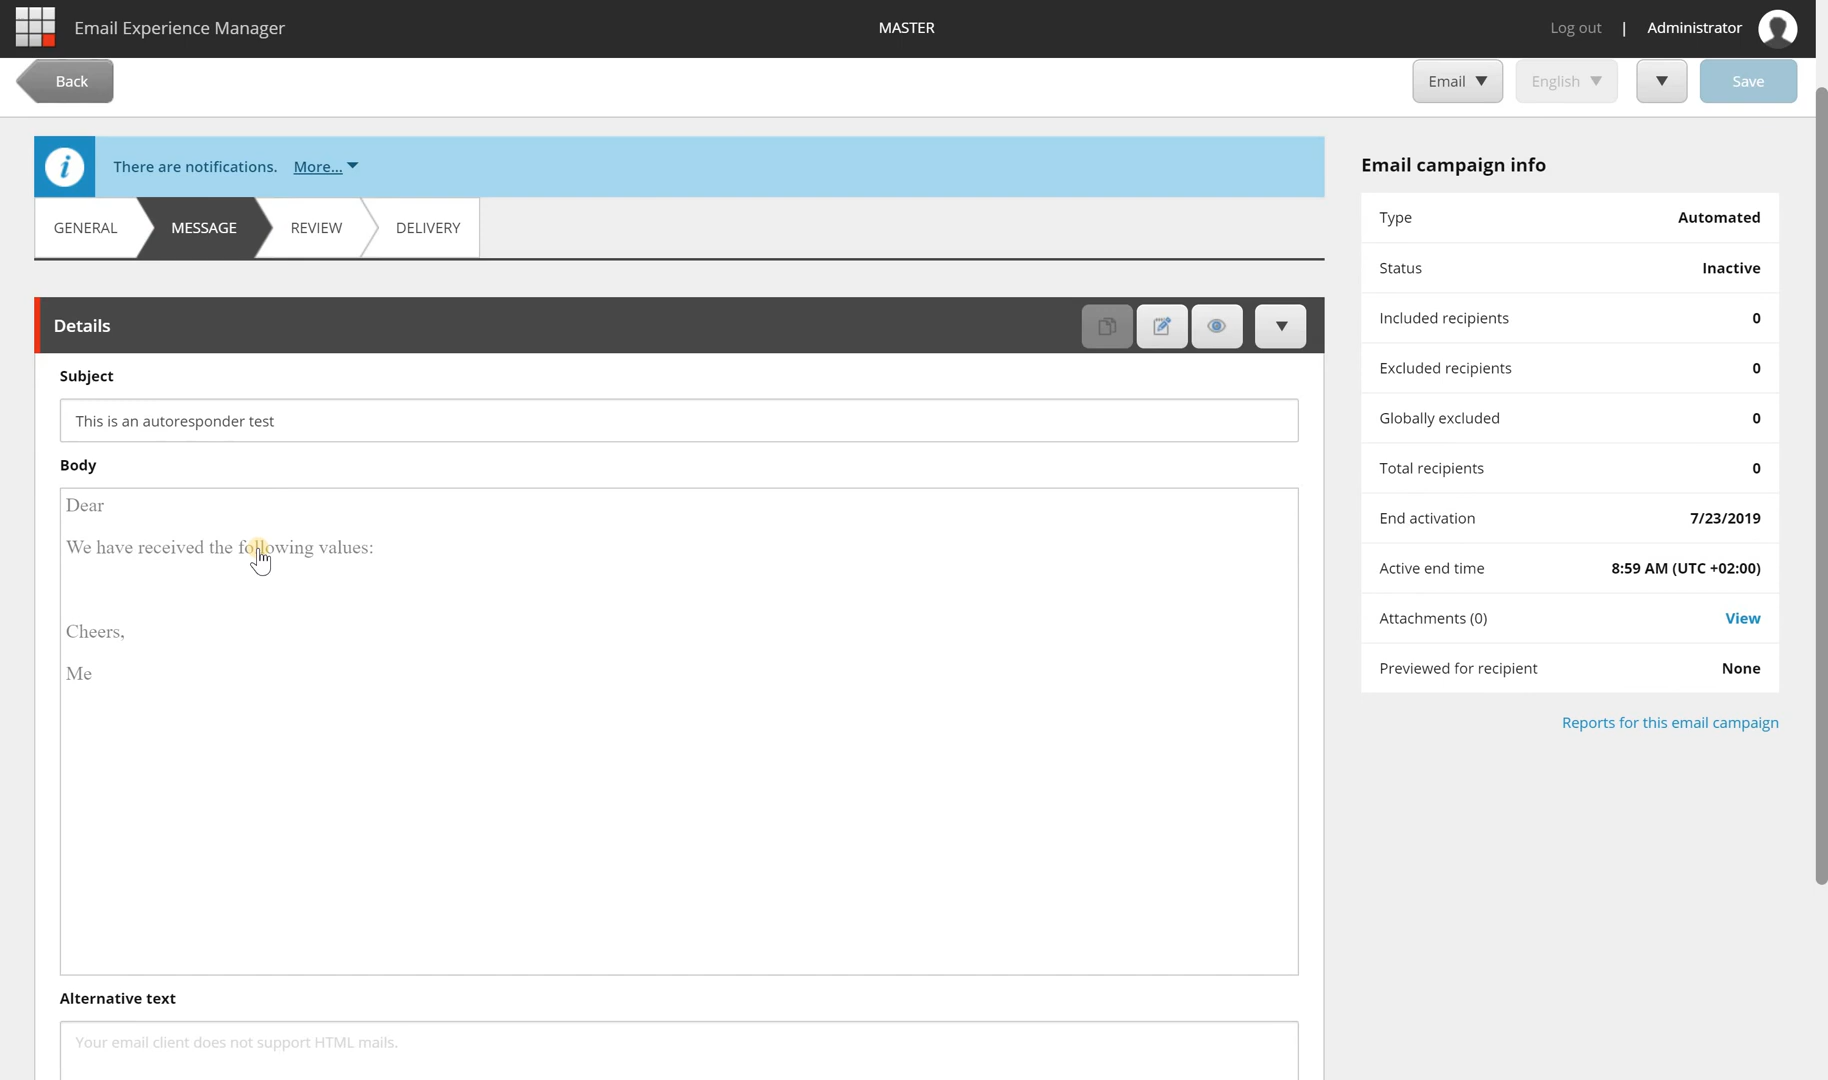 Email Experience Manager
MASTER
Log out | Administrator
Back
Email
English
Save
There are notifications. More...
GENERAL
MESSAGE
REVIEW
DELIVERY
Details
Subject
This is an autoresponder test
Body
Dear
We have received the following values:
Cheers,
Me
Alternative text
Your email client does not support HTML mails.
Email campaign info
Type Automated
Status Inactive
Included recipients 0
Excluded recipients 0
Globally excluded 0
Total recipients 0
End activation 7/23/2019
Active end time 8:59 AM (UTC +02:00)
Attachments (0) View
Previewed for recipient None
Reports for this email campaign